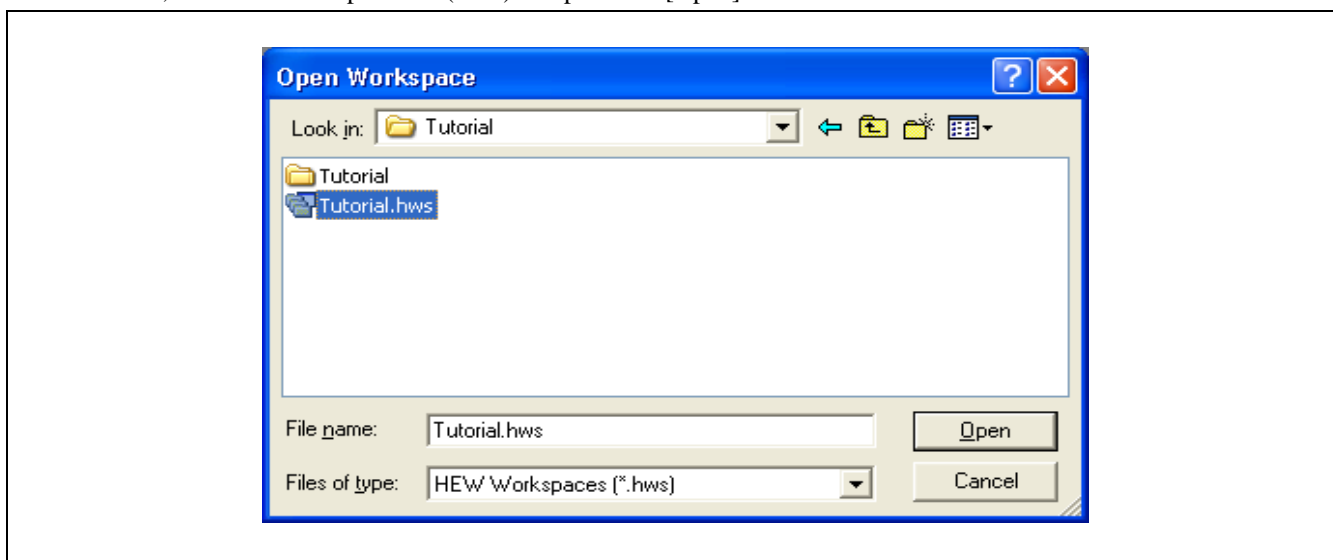 Open Workspace
Look in: Tutorial
Tutorial
Tutorial.hws
File name: Tutorial.hws Open
Files of type: HEW Workspaces (*.hws) Cancel